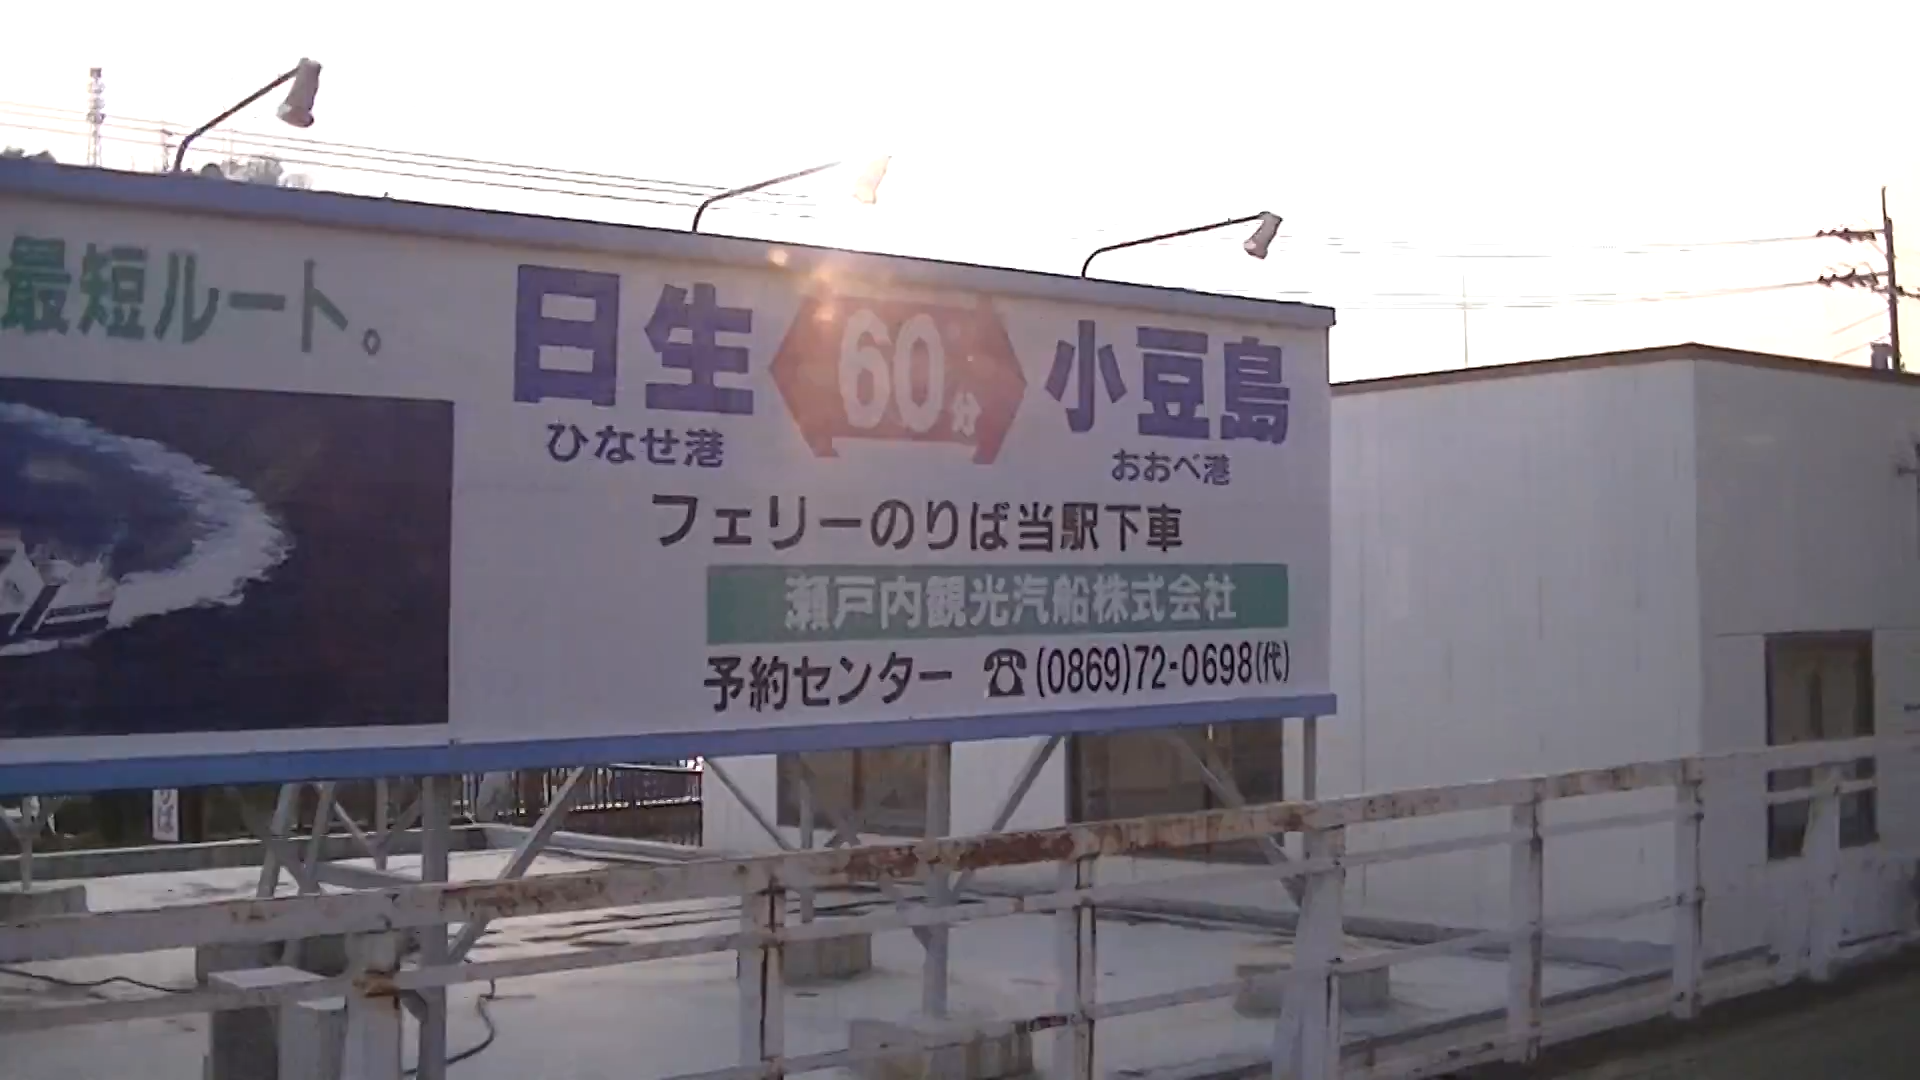 最短ルート。
日生 60分 小豆島
ひなせ港 おおべ港
フェリーのりば当駅下車
瀬戸内観光汽船株式会社
予約センター ☎(0869)72-0698(代)
りば